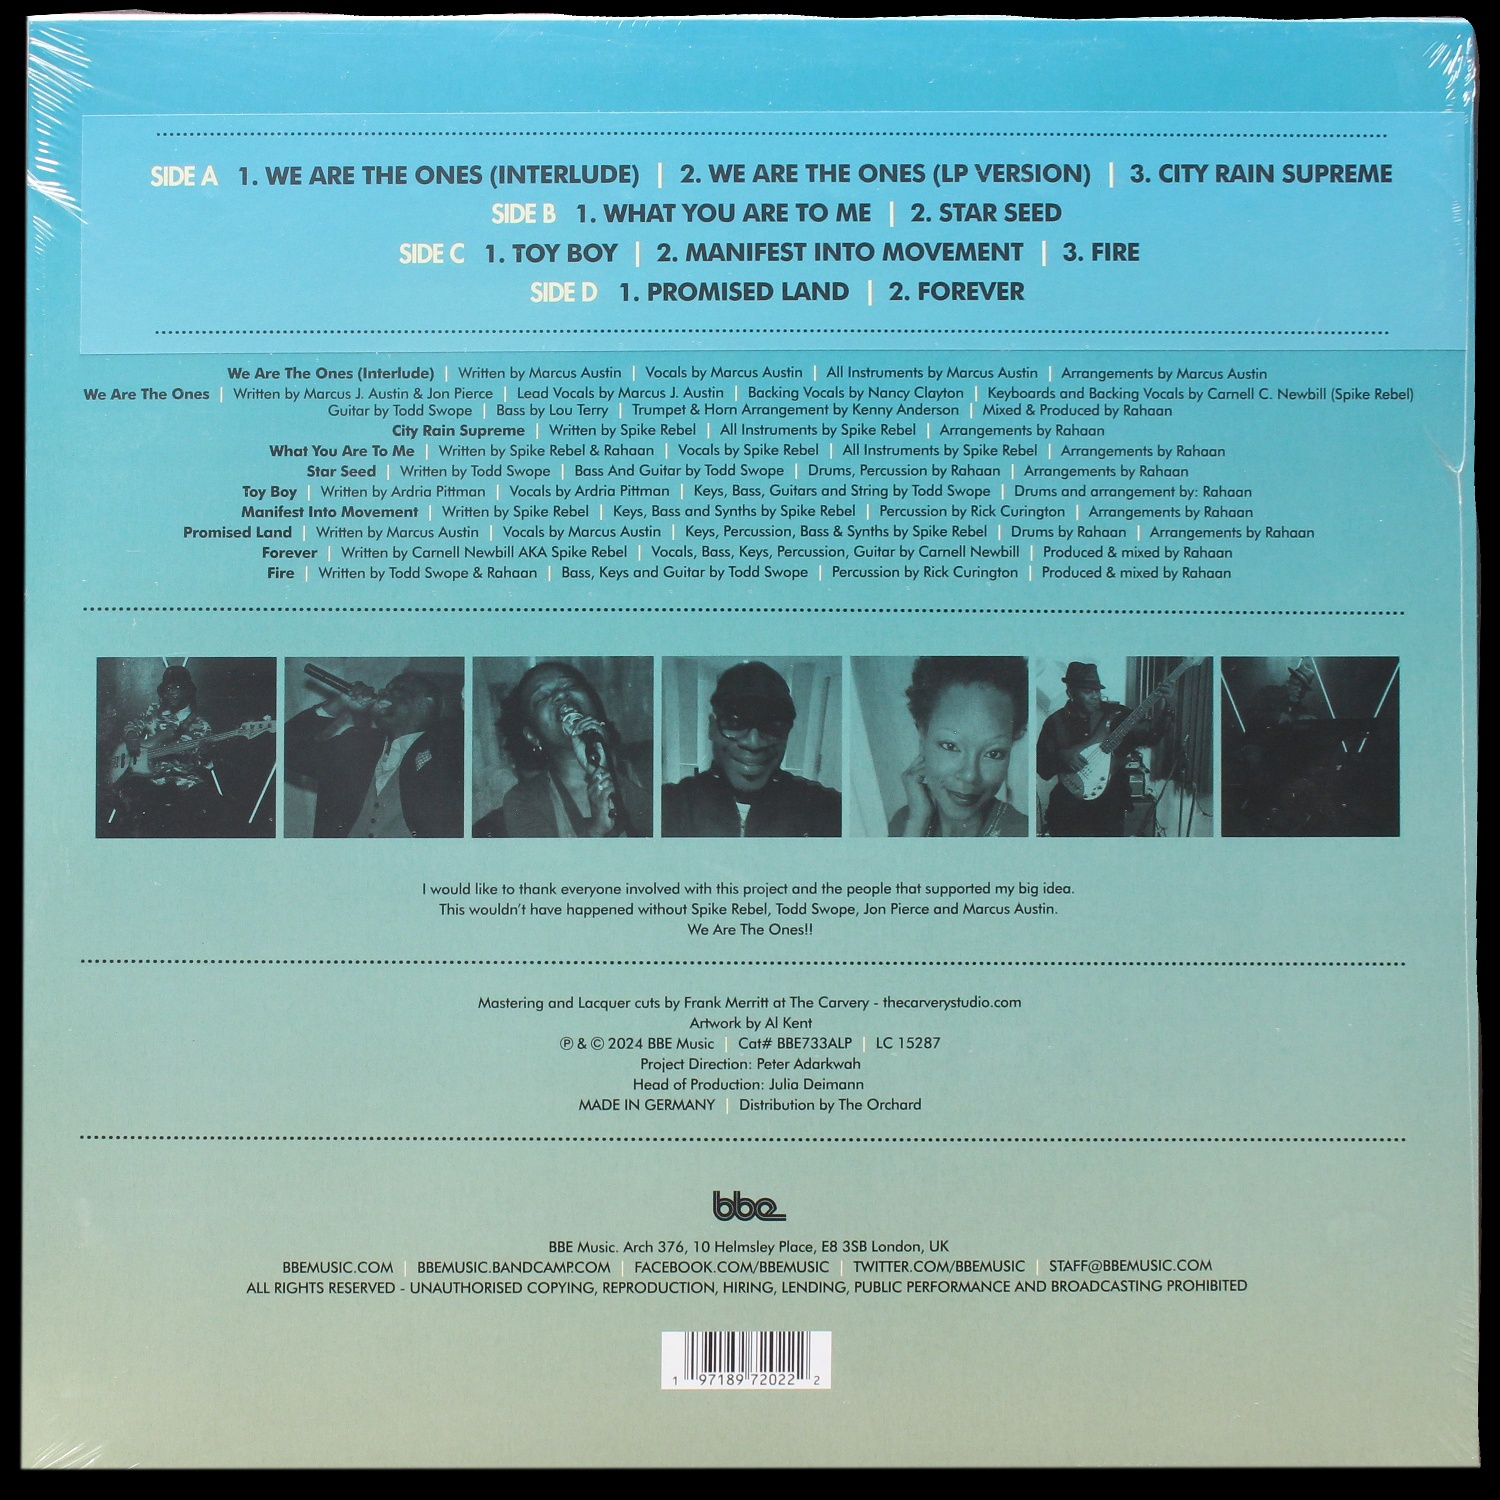 SIDE A 1. WE ARE THE ONES (INTERLUDE) | 2. WE ARE THE ONES (LP VERSION) | 3. CITY RAIN SUPREME
SIDE B 1. WHAT YOU ARE TO ME | 2. STAR SEED
SIDE C 1. TOY BOY | 2. MANIFEST INTO MOVEMENT | 3. FIRE
SIDE D 1. PROMISED LAND | 2. FOREVER
We Are The Ones (Interlude) | Written by Marcus Austin | Vocals by Marcus Austin | All Instruments by Marcus Austin | Arrangements by Marcus Austin
We Are The Ones | Written by Marcus J. Austin & Jon Pierce | Lead Vocals by Marcus J. Austin | Backing Vocals by Nancy Clayton | Keyboards and Backing Vocals by Carnell C. Newbill (Spike Rebel)
Guitar by Todd Swope | Bass by Lou Terry | Trumpet & Horn Arrangement by Kenny Anderson | Mixed & Produced by Rahaan
City Rain Supreme | Written by Spike Rebel | All Instruments by Spike Rebel | Arrangements by Rahaan
What You Are To Me | Written by Spike Rebel & Rahaan | Vocals by Spike Rebel | All Instruments by Spike Rebel | Arrangements by Rahaan
Star Seed | Written by Todd Swope | Bass And Guitar by Todd Swope | Drums, Percussion by Rahaan | Arrangements by Rahaan
Toy Boy | Written by Ardria Pittman | Vocals by Ardria Pittman | Keys, Bass, Guitars and String by Todd Swope | Drums and arrangement by: Rahaan
Manifest Into Movement | Written by Spike Rebel | Keys, Bass and Synths by Spike Rebel | Percussion by Rick Curington | Arrangements by Rahaan
Promised Land | Written by Marcus Austin | Vocals by Marcus Austin | Keys, Percussion, Bass & Synths by Spike Rebel | Drums by Rahaan | Arrangements by Rahaan
Forever | Written by Carnell Newbill AKA Spike Rebel | Vocals, Bass, Keys, Percussion, Guitar by Carnell Newbill | Produced & mixed by Rahaan
Fire | Written by Todd Swope & Rahaan | Bass, Keys and Guitar by Todd Swope | Percussion by Rick Curington | Produced & mixed by Rahaan
I would like to thank everyone involved with this project and the people that supported my big idea.
This wouldn't have happened without Spike Rebel, Todd Swope, Jon Pierce and Marcus Austin.
We Are The Ones!!
Mastering and Lacquer cuts by Frank Merritt at The Carvery - thecarverystudio.com
Artwork by Al Kent
℗ & © 2024 BBE Music | Cat# BBE733ALP | LC 15287
Project Direction: Peter Adarkwah
Head of Production: Julia Deimann
MADE IN GERMANY | Distribution by The Orchard
bbe
BBE Music. Arch 376, 10 Helmsley Place, E8 3SB London, UK
BBEMUSIC.COM | BBEMUSIC.BANDCAMP.COM | FACEBOOK.COM/BBEMUSIC | TWITTER.COM/BBEMUSIC | STAFF@BBEMUSIC.COM
ALL RIGHTS RESERVED - UNAUTHORISED COPYING, REPRODUCTION, HIRING, LENDING, PUBLIC PERFORMANCE AND BROADCASTING PROHIBITED
1 97189 72022 2